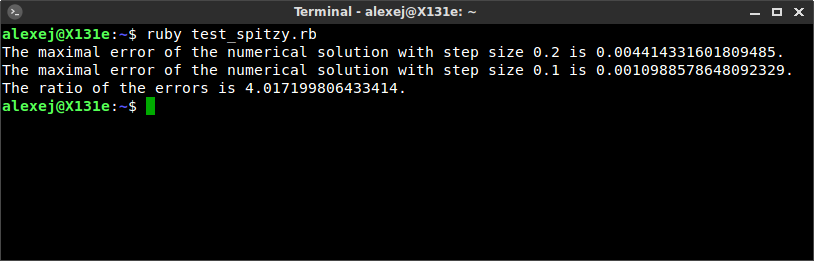 Terminal - alexej@X131e: ~
alexej@X131e:~$ ruby test_spitzy.rb
The maximal error of the numerical solution with step size 0.2 is 0.004414331601809485.
The maximal error of the numerical solution with step size 0.1 is 0.0010988578648092329.
The ratio of the errors is 4.017199806433414.
alexej@X131e:~$